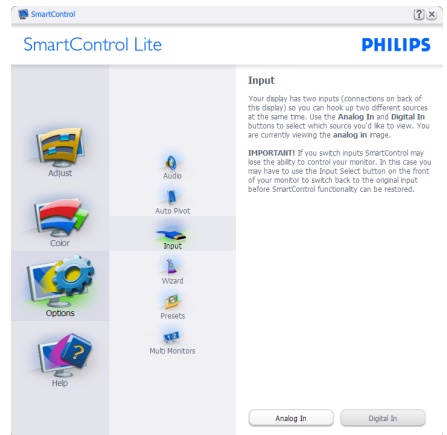 SmartControl
SmartControl Lite
PHILIPS
Adjust
Color
Options
Help
Audio
Auto Pivot
Input
Wizard
Presets
Multi Monitors
Input
Your display has two inputs (connections on back of
this display) so you can hook up two different sources
at the same time. Use the Analog In and Digital In
buttons to select which source you'd like to view. You
are currently viewing the analog in image.
IMPORTANT! If you switch inputs SmartControl may
lose the ability to control your monitor. In this case you
may have to use the Input Select button on the front
of your monitor to switch back to the original input
before SmartControl functionality can be restored.
Analog In
Digital In